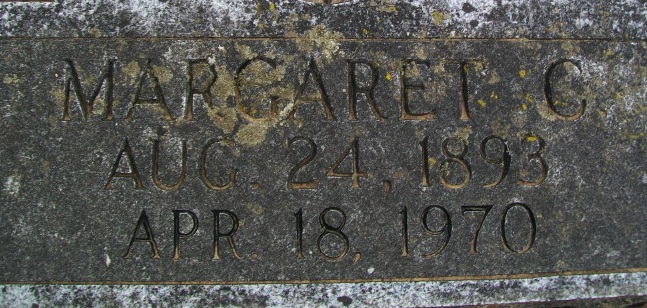 MARGARET C
AUG. 24, 1893
APR. 18, 1970